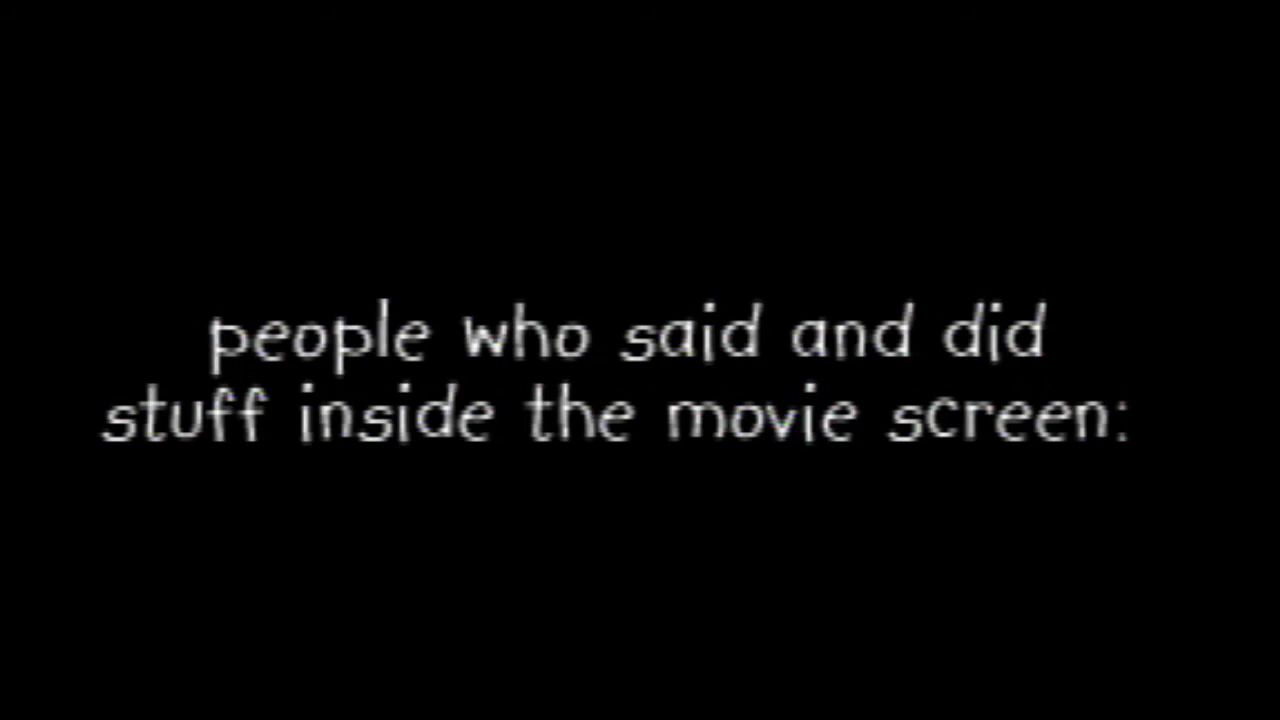 people who said and did
stuff inside the movie screen: